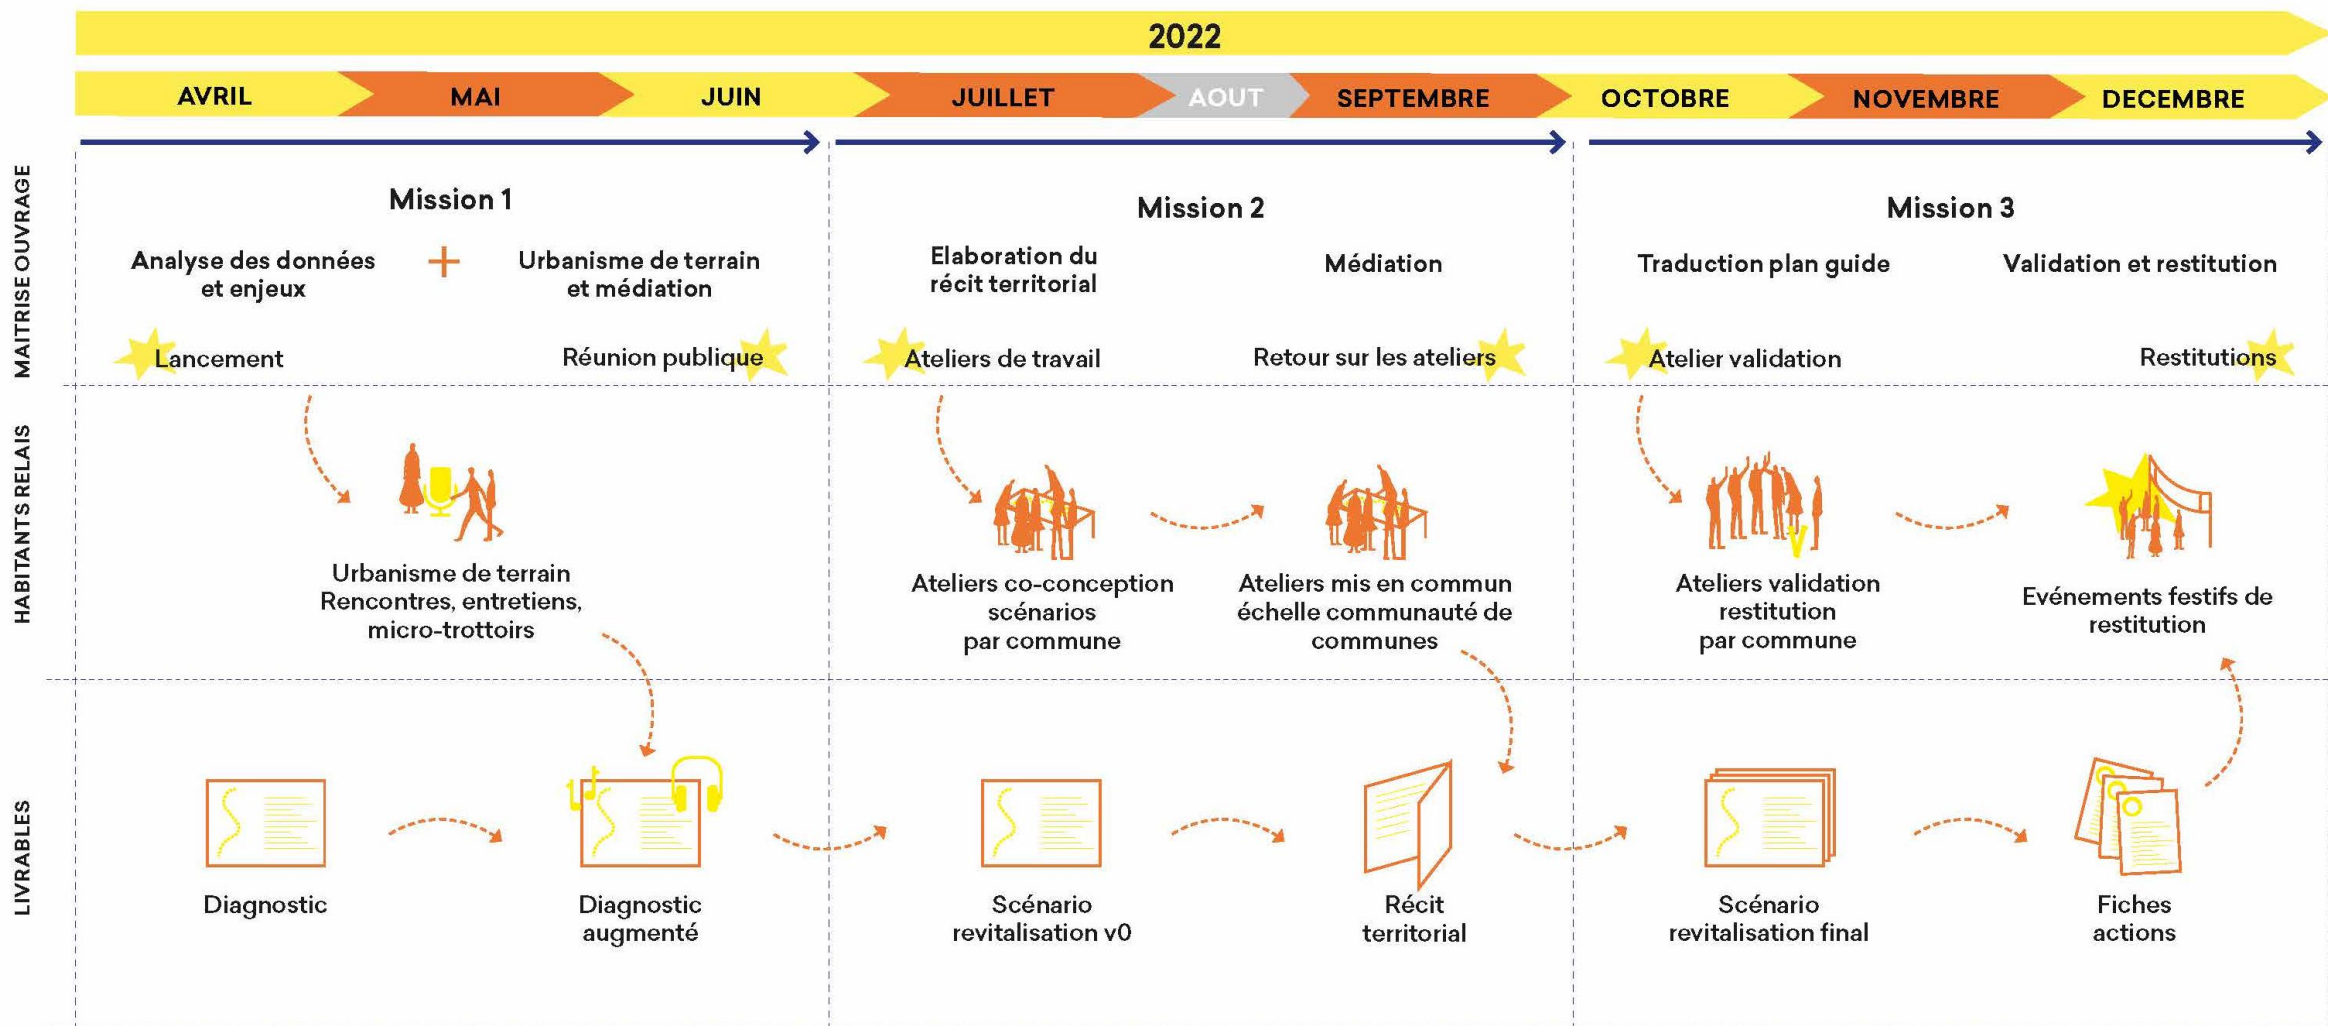 2022
AVRIL
MAI
JUIN
JUILLET
AOUT
SEPTEMBRE
OCTOBRE
NOVEMBRE
DECEMBRE
MAITRISE OUVRAGE
Mission 1
Analyse des données
et enjeux
+
Urbanisme de terrain
et médiation
Lancement
Réunion publique
Mission 2
Elaboration du
récit territorial
Médiation
Ateliers de travail
Retour sur les ateliers
Mission 3
Traduction plan guide
Validation et restitution
Atelier validation
Restitutions
HABITANTS RELAIS
Urbanisme de terrain
Rencontres, entretiens,
micro-trottoirs
Ateliers co-conception
scénarios
par commune
Ateliers mis en commun
échelle communauté de
communes
V
Ateliers validation
restitution
par commune
Evénements festifs de
restitution
LIVRABLES
Diagnostic
Diagnostic
augmenté
Scénario
revitalisation v0
Récit
territorial
Scénario
revitalisation final
Fiches
actions